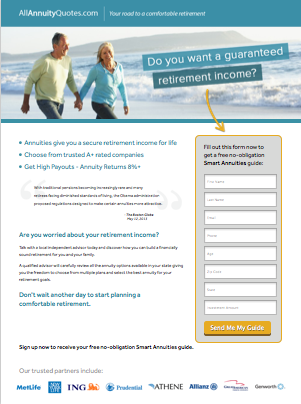 AllAnnuityQuotes.com
Your road to a comfortable retirement
Do you want a guaranteed
retirement income?
Annuities give you a secure retirement income for life
Choose from trusted A+ rated companies
Get High Payouts - Annuity Returns 8%+
With traditional pensions becoming increasingly rare and many
retirees facing diminished standards of living, the Obama administration
proposed regulations designed to make certain annuities more attractive.
- The Boston Globe
May 22, 2013
Are you worried about your retirement income?
Talk with a local independent advisor today and discover how you can build a financially
sound retirement for you and your family.
A qualified advisor will carefully review all the annuity options available in your state giving
you the freedom to choose from multiple plans and select the best annuity for your
retirement goals.
Don't wait another day to start planning a
comfortable retirement.
Fill out this form now to
get a free no-obligation
Smart Annuities guide:
First Name
Last Name
Email
Phone
Age
Zip Code
State
Investment Amount
Send Me My Guide
Sign up now to receive your free no-obligation Smart Annuities guide.
Our trusted partners include:
MetLife
ING
Prudential
ATHENE
Allianz
Genworth